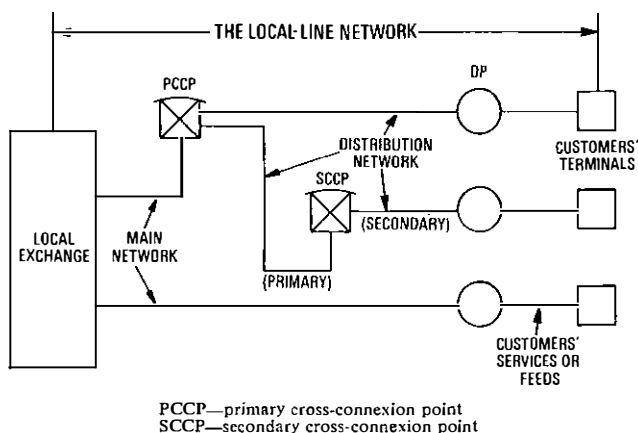 THE LOCAL-LINE NETWORK
PCCP
DP
CUSTOMERS'
TERMINALS
DISTRIBUTION
NETWORK
SCCP
(SECONDARY)
LOCAL
EXCHANGE
MAIN
NETWORK
(PRIMARY)
CUSTOMERS'
SERVICES OR
FEEDS
PCCP—primary cross-connexion point
SCCP—secondary cross-connexion point